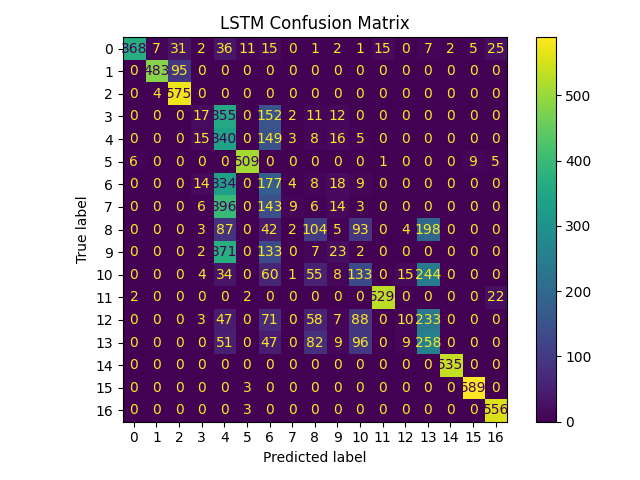 LSTM Confusion Matrix
0 368 7 31 2 36 11 15 0 1 2 1 15 0 7 2 5 25
1 0 483 95 0 0 0 0 0 0 0 0 0 0 0 0 0 0
2 0 4 575 0 0 0 0 0 0 0 0 0 0 0 0 0 0
3 0 0 0 17 355 0 152 2 11 12 0 0 0 0 0 0 0
4 0 0 0 15 340 0 149 3 8 16 5 0 0 0 0 0 0
5 6 0 0 0 0 509 0 0 0 0 0 1 0 0 0 9 5
6 0 0 0 14 334 0 177 4 8 18 9 0 0 0 0 0 0
7 0 0 0 6 396 0 143 9 6 14 3 0 0 0 0 0 0
8 0 0 0 3 87 0 42 2 104 5 93 0 4 198 0 0 0
9 0 0 0 2 371 0 133 0 7 23 2 0 0 0 0 0 0
10 0 0 0 4 34 0 60 1 55 8 133 0 15 244 0 0 0
11 2 0 0 0 0 2 0 0 0 0 0 529 0 0 0 0 22
12 0 0 0 3 47 0 71 0 58 7 88 0 10 233 0 0 0
13 0 0 0 0 51 0 47 0 82 9 96 0 9 258 0 0 0
14 0 0 0 0 0 0 0 0 0 0 0 0 0 0 535 0 0
15 0 0 0 0 0 3 0 0 0 0 0 0 0 0 0 589 0
16 0 0 0 0 0 3 0 0 0 0 0 0 0 0 0 0 556
0 1 2 3 4 5 6 7 8 9 10 11 12 13 14 15 16
Predicted label
True label
500
400
300
200
100
0